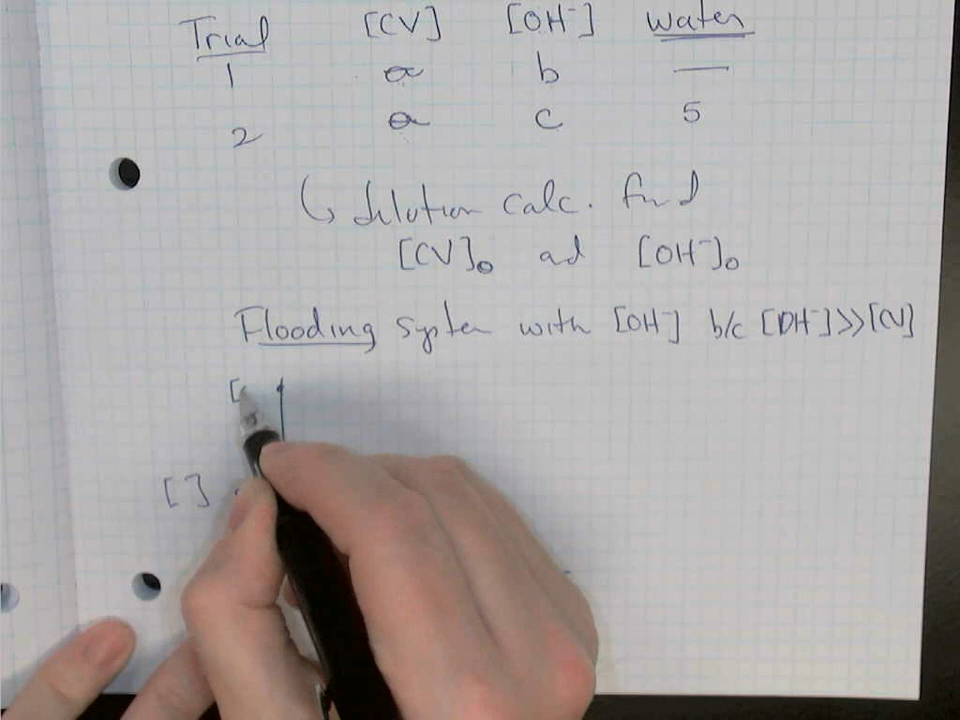 Trial [CV] [OH⁻] water
1 a b —
2 a c 5
↳ dilution calc. find
[CV]₀ ad [OH⁻]₀
Flooding system with [OH⁻] b/c [OH⁻]>>[CV]
[
[ ]